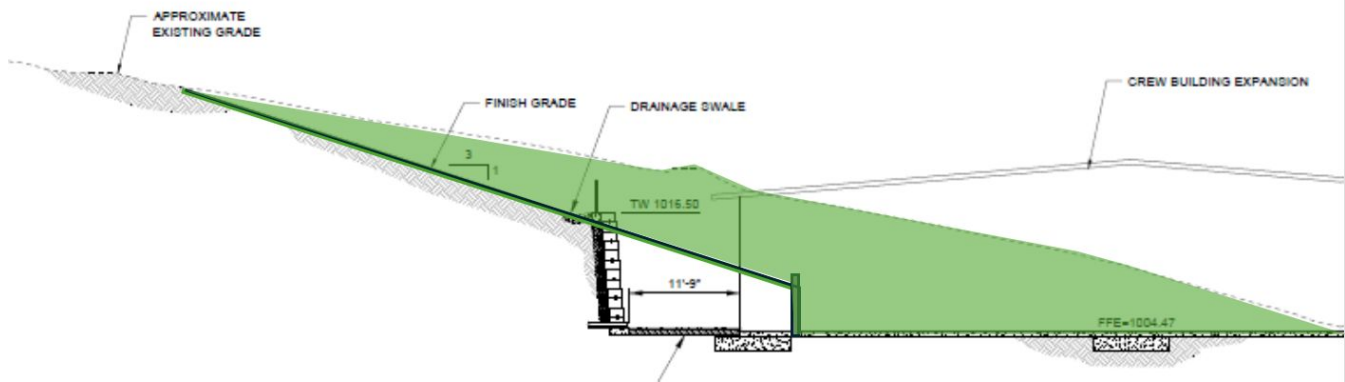 APPROXIMATE
EXISTING GRADE
CREW BUILDING EXPANSION
FINISH GRADE
DRAINAGE SWALE
3
1
TW 1016.50
11'-9"
FFE=1004.47